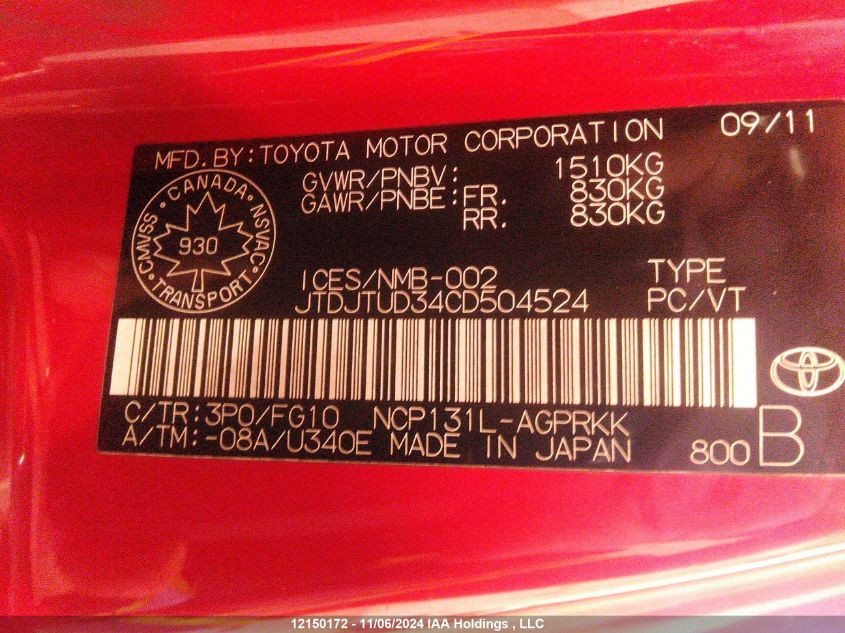 MFD.BY:TOYOTA MOTOR CORPORATION 09/11
GVWR/PNBV: 1510KG
GAWR/PNBE:FR. 830KG
RR. 830KG
CANADA
CMVSS 930 NSVAC
TRANSPORT
ICES/NMB-002 TYPE
JTDJTUD34CD504524 PC/VT
C/TR:3P0/FG10 NCP131L-AGPRKK
A/TM:-08A/U340E MADE IN JAPAN 800 B
12150172 - 11/06/2024 IAA Holdings , LLC